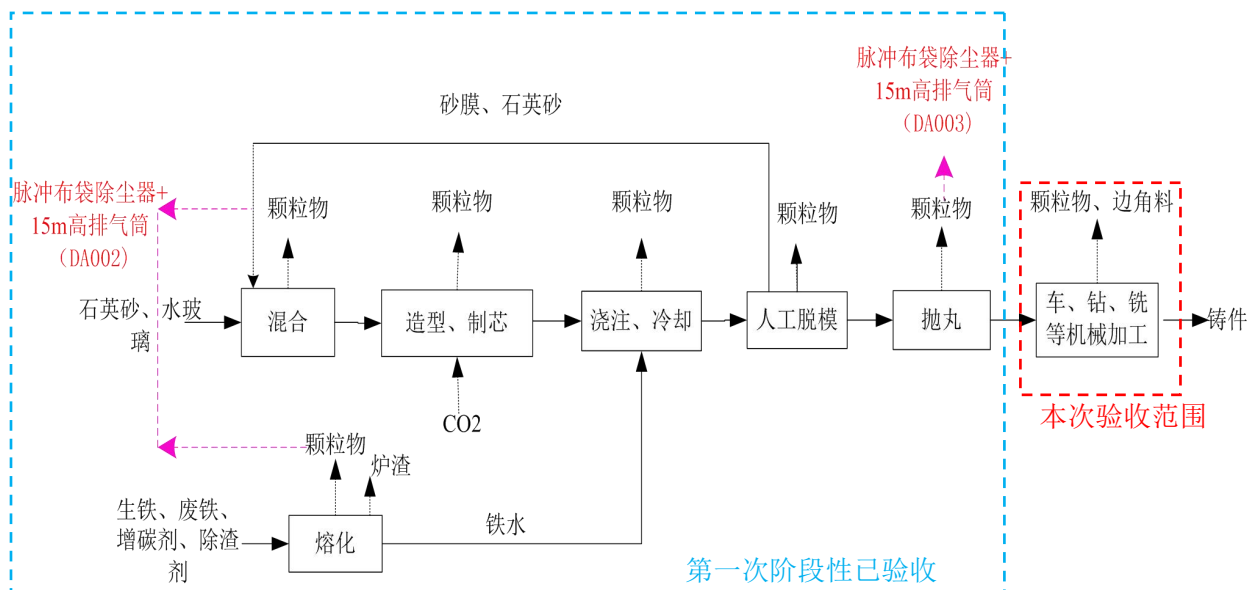 脉冲布袋除尘器+
15m高排气筒
(DA003)
砂膜、石英砂
脉冲布袋除尘器+
15m高排气筒
(DA002)
颗粒物
颗粒物
颗粒物
颗粒物
颗粒物
颗粒物、边角料
石英砂、水玻
璃
混合
造型、制芯
浇注、冷却
人工脱模
抛丸
车、钻、铣
等机械加工
铸件
CO2
本次验收范围
颗粒物
炉渣
生铁、废铁、
增碳剂、除渣
剂
熔化
铁水
第一次阶段性已验收